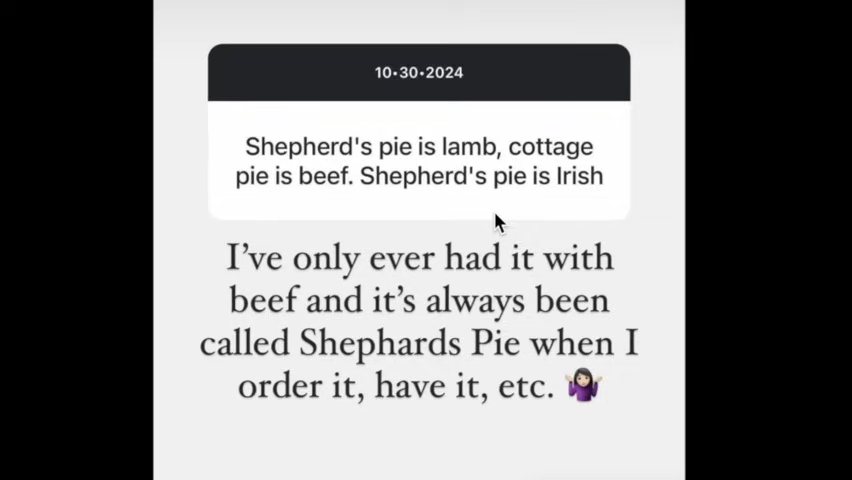 10•30•2024
Shepherd's pie is lamb, cottage
pie is beef. Shepherd's pie is Irish
I've only ever had it with
beef and it's always been
called Shephards Pie when I
order it, have it, etc. 🤷🏻‍♀️